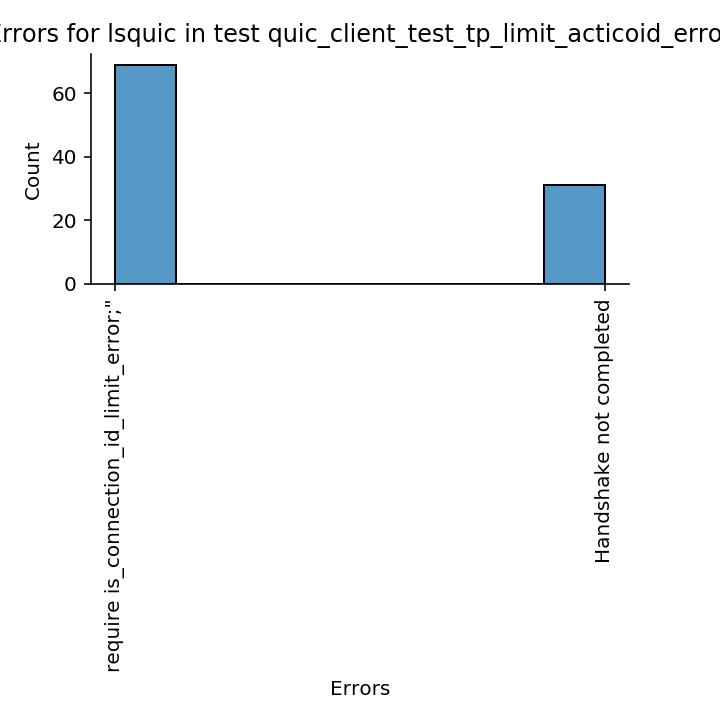 rrors for lsquic in test quic_client_test_tp_limit_acticoid_erro
60
40
20
0
Count
require is_connection_id_limit_error;"
Handshake not completed
Errors